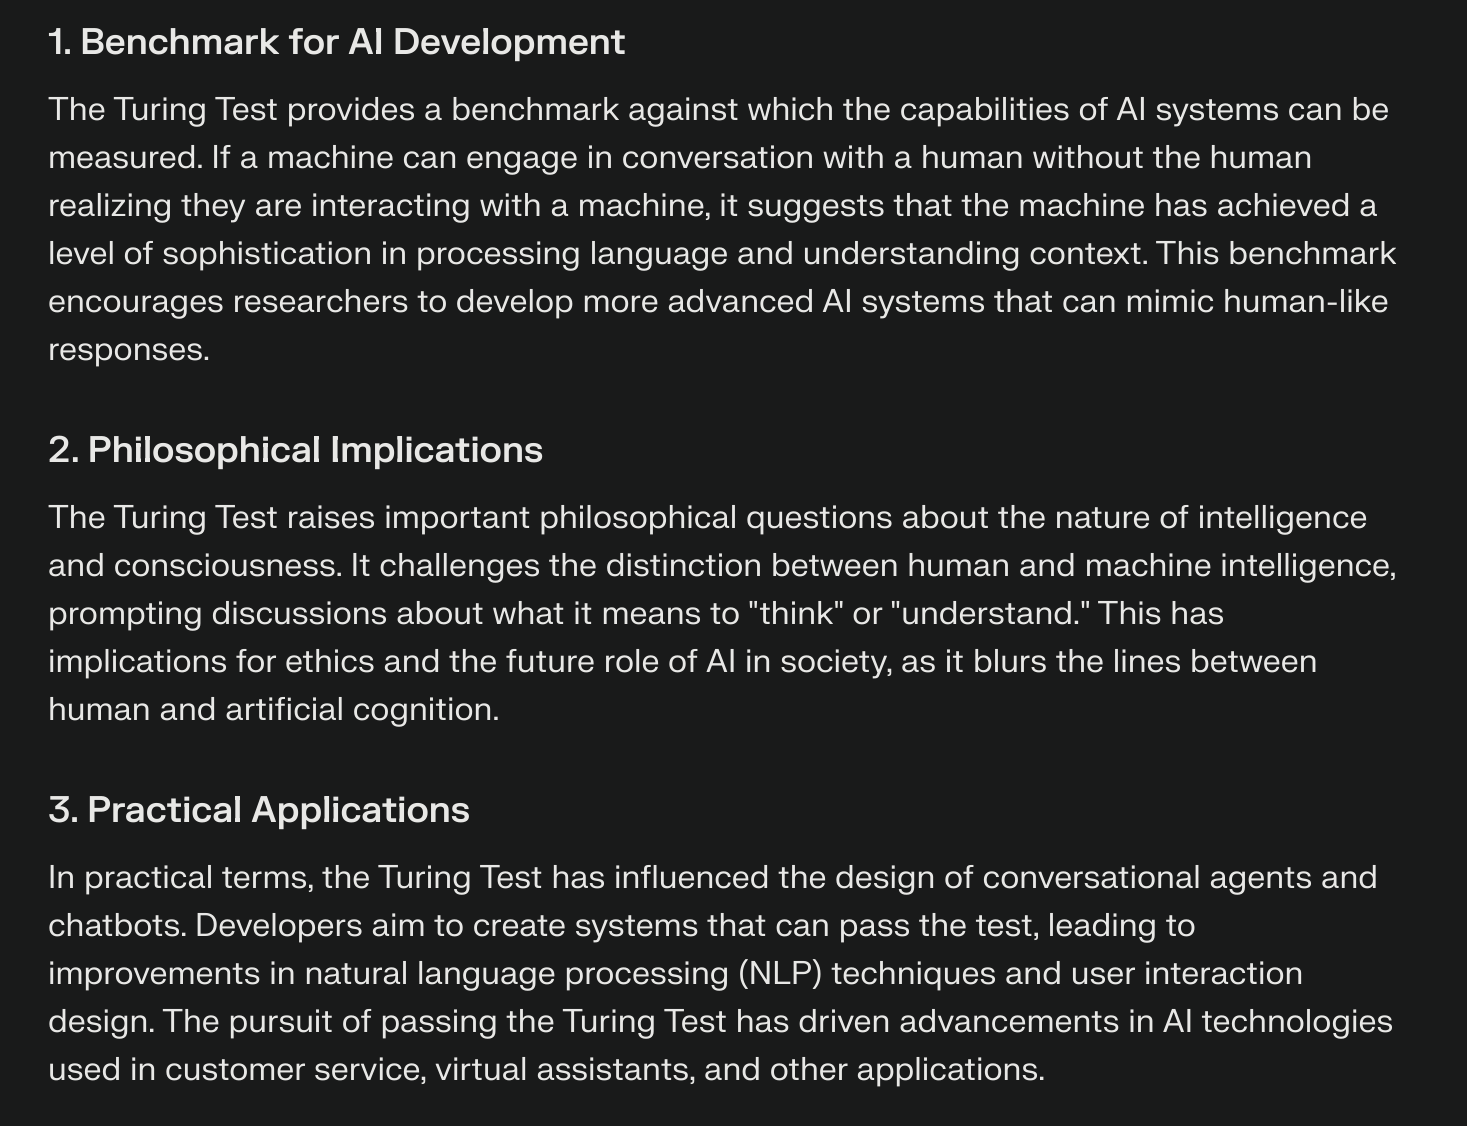 1. Benchmark for AI Development
The Turing Test provides a benchmark against which the capabilities of AI systems can be
measured. If a machine can engage in conversation with a human without the human
realizing they are interacting with a machine, it suggests that the machine has achieved a
level of sophistication in processing language and understanding context. This benchmark
encourages researchers to develop more advanced AI systems that can mimic human-like
responses.
2. Philosophical Implications
The Turing Test raises important philosophical questions about the nature of intelligence
and consciousness. It challenges the distinction between human and machine intelligence,
prompting discussions about what it means to "think" or "understand." This has
implications for ethics and the future role of AI in society, as it blurs the lines between
human and artificial cognition.
3. Practical Applications
In practical terms, the Turing Test has influenced the design of conversational agents and
chatbots. Developers aim to create systems that can pass the test, leading to
improvements in natural language processing (NLP) techniques and user interaction
design. The pursuit of passing the Turing Test has driven advancements in AI technologies
used in customer service, virtual assistants, and other applications.